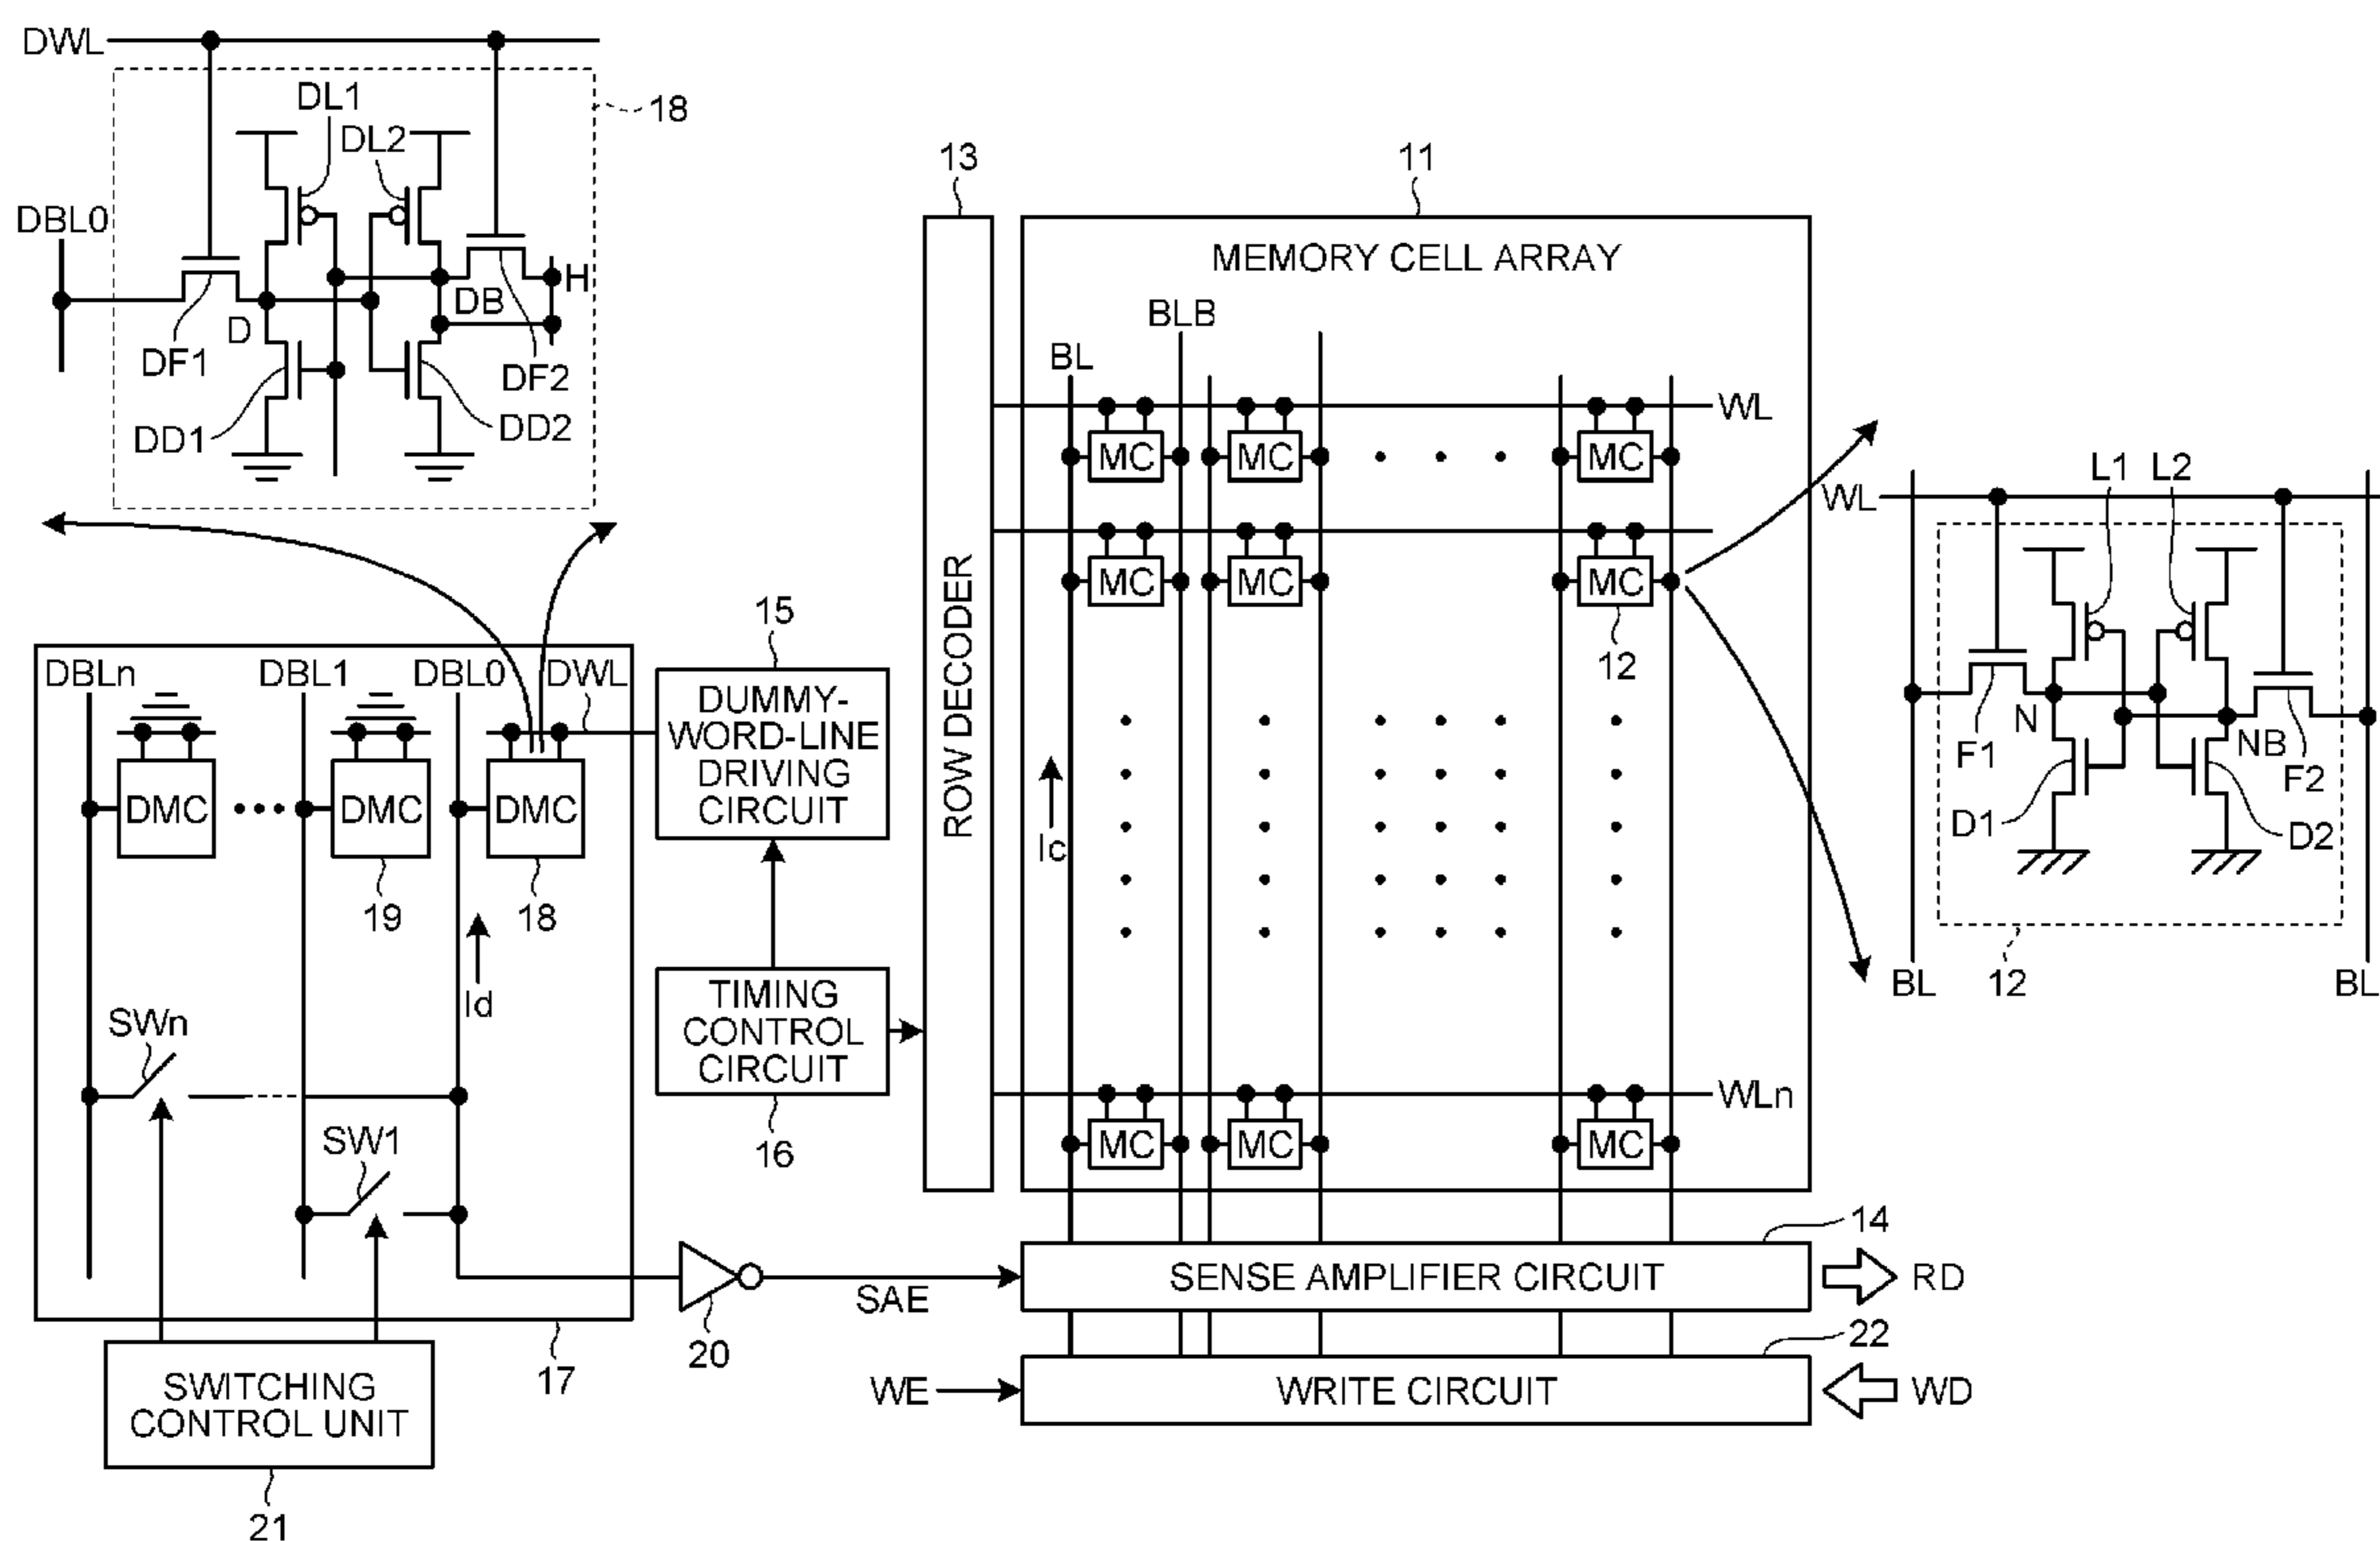 DWL
DL1
DL2
18
DBL0
H
D
DB
DF1
DF2
DD1
DD2
13
11
MEMORY CELL ARRAY
BLB
BL
WL
MC
MC
MC
MC
MC
MC
12
ROW DECODER
Ic
WLn
MC
MC
MC
WL
L1
L2
N
NB
F1
F2
D1
D2
BL
12
BL
15
DUMMY-
WORD-LINE
DRIVING
CIRCUIT
DBLn
DBL1
DBL0
DWL
DMC
DMC
DMC
19
18
Id
TIMING
CONTROL
CIRCUIT
16
SWn
SW1
14
SENSE AMPLIFIER CIRCUIT
RD
SAE
20
17
22
WE
WRITE CIRCUIT
WD
SWITCHING
CONTROL UNIT
21